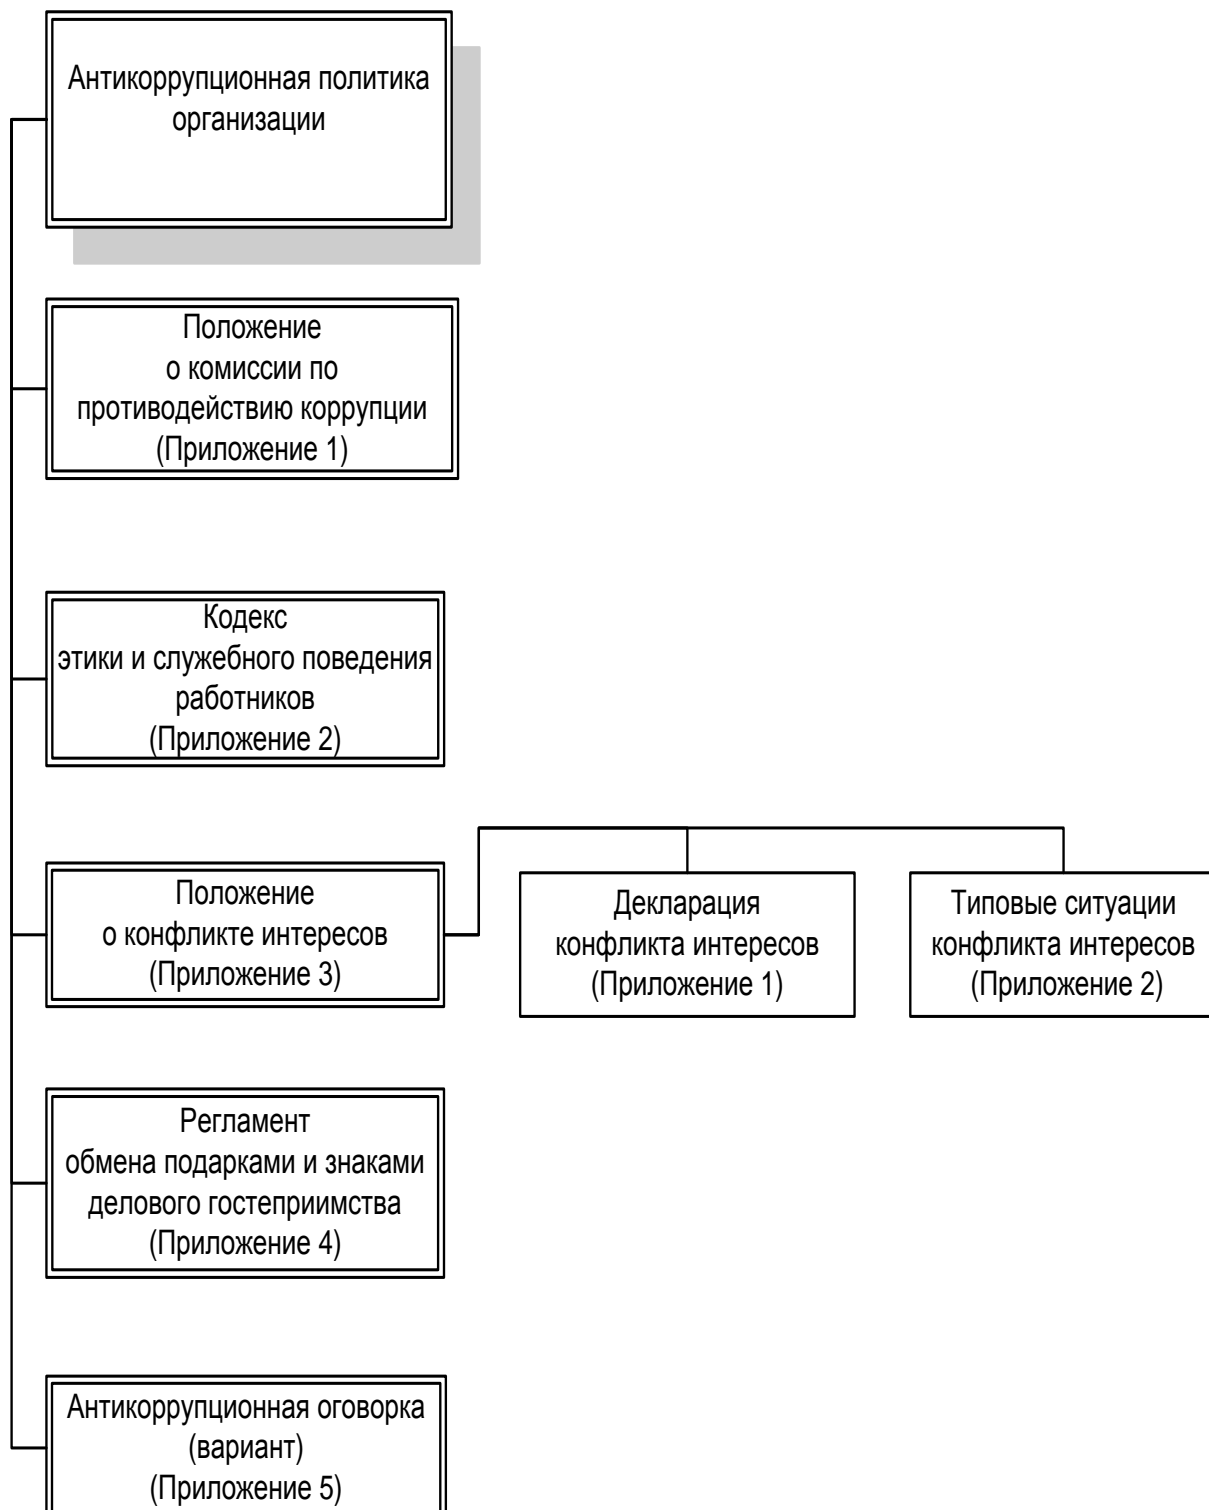 Антикоррупционная политика
организации
Положение
о комиссии по
противодействию коррупции
(Приложение 1)
Кодекс
этики и служебного поведения
работников
(Приложение 2)
Положение
о конфликте интересов
(Приложение 3)
Декларация
конфликта интересов
(Приложение 1)
Типовые ситуации
конфликта интересов
(Приложение 2)
Регламент
обмена подарками и знаками
делового гостеприимства
(Приложение 4)
Антикоррупционная оговорка
(вариант)
(Приложение 5)